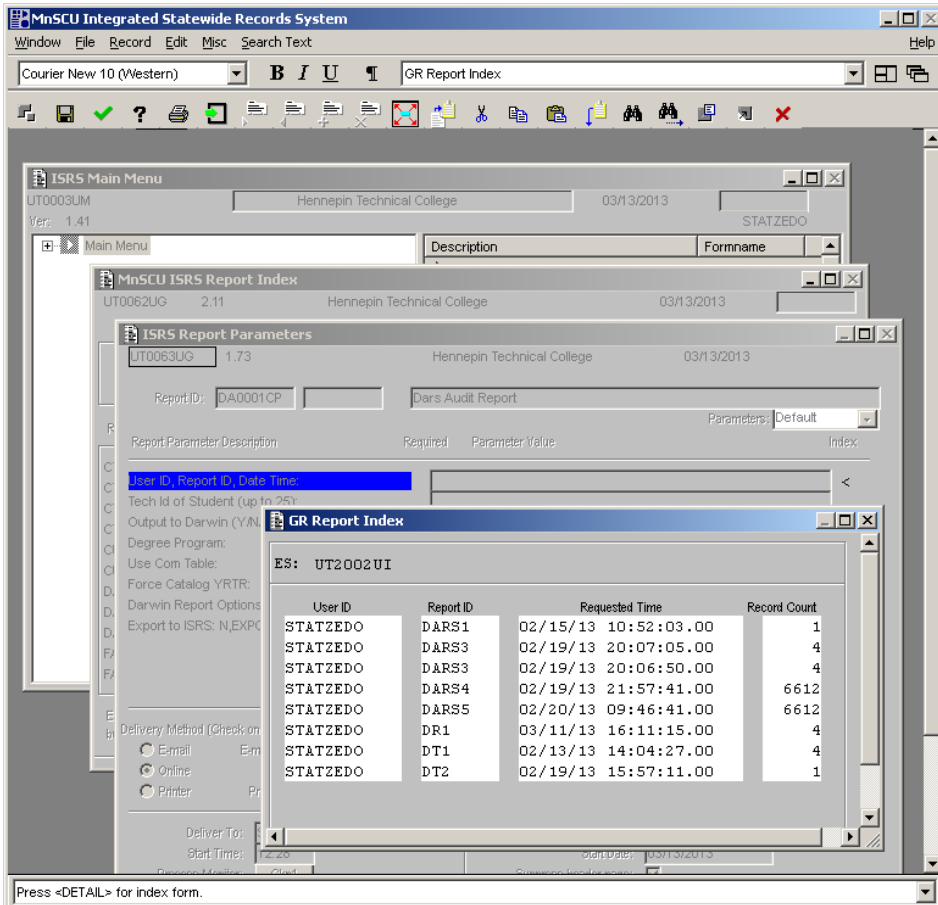 MnSCU Integrated Statewide Records System
Window File Record Edit Misc Search Text Help
Courier New 10 (Western) B I U ¶ GR Report Index
ISRS Main Menu
UT0003UM Hennepin Technical College 03/13/2013
Ver: 1.41 STATZEDO
Main Menu Description Formname
MnSCU ISRS Report Index
UT0062UG 2.11 Hennepin Technical College 03/13/2013
ISRS Report Parameters
UT0063UG 1.73 Hennepin Technical College 03/13/2013
Report ID: DA0001CP Dars Audit Report
Parameters: Default
Report Parameter Description Required Parameter Value Index
User ID, Report ID, Date Time: <
Tech Id of Student (up to 25):
Output to Darwin (Y/N
Degree Program:
Use Com Table:
Force Catalog YRTR:
Darwin Report Options
Export to ISRS: N,EXPO
GR Report Index
ES: UT2002UI
User ID Report ID Requested Time Record Count
STATZEDO DARS1 02/15/13 10:52:03.00 1
STATZEDO DARS3 02/19/13 20:07:05.00 4
STATZEDO DARS3 02/19/13 20:06:50.00 4
STATZEDO DARS4 02/19/13 21:57:41.00 6612
STATZEDO DARS5 02/20/13 09:46:41.00 6612
STATZEDO DR1 03/11/13 16:11:15.00 4
STATZEDO DT1 02/13/13 14:04:27.00 4
STATZEDO DT2 02/19/13 15:57:11.00 1
Delivery Method (Check on
E-mail E-m
Online
Printer Pr
Deliver To:
Start Time: 12:28 Start Date: 03/13/2013
Press <DETAIL> for index form.